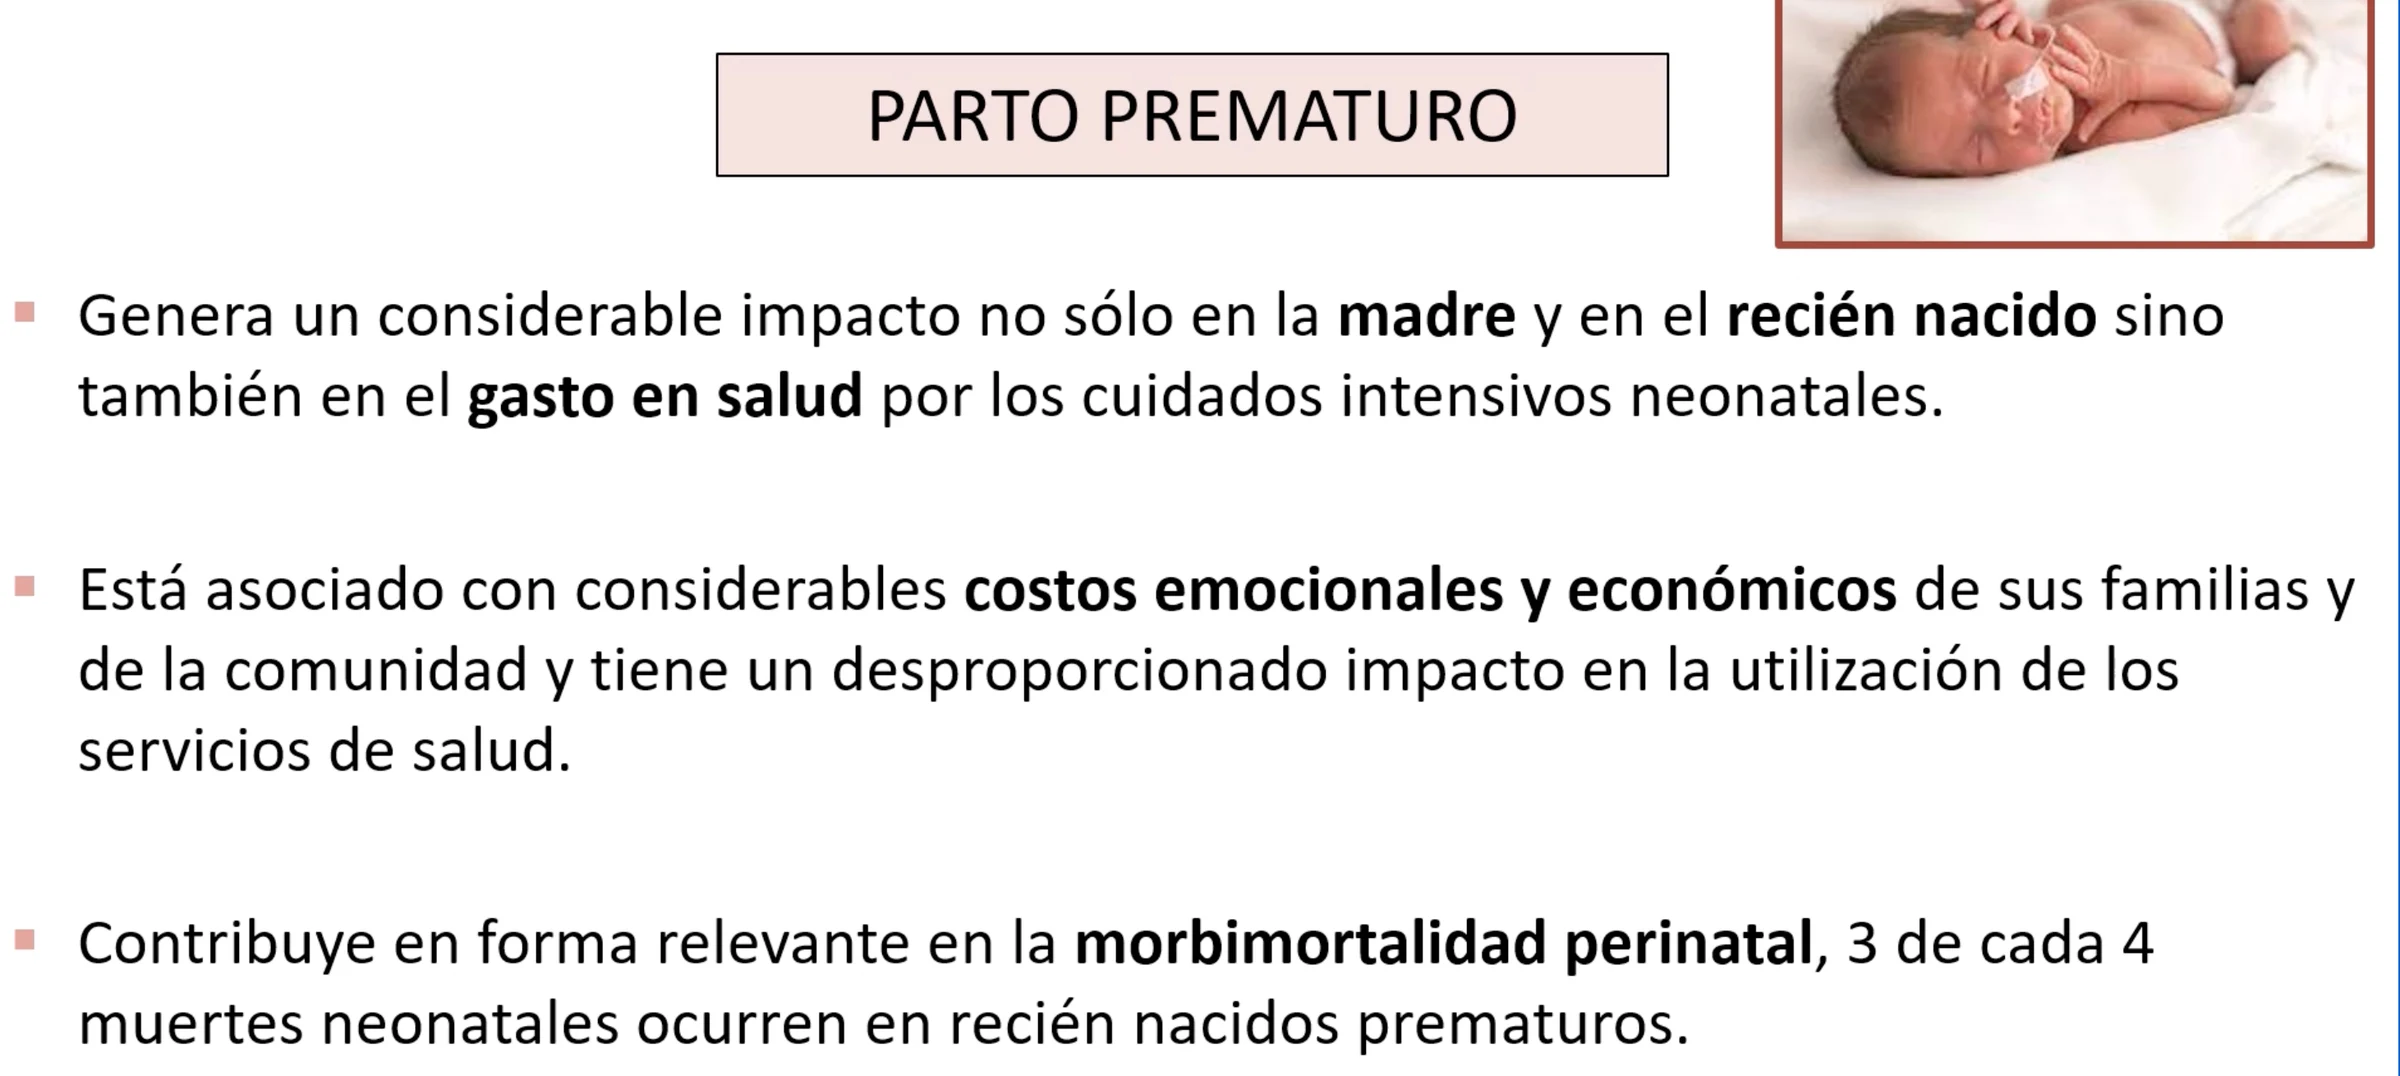 PARTO PREMATURO
Genera un considerable impacto no sólo en la madre y en el recién nacido sino
también en el gasto en salud por los cuidados intensivos neonatales.
Está asociado con considerables costos emocionales y económicos de sus familias y
de la comunidad y tiene un desproporcionado impacto en la utilización de los
servicios de salud.
Contribuye en forma relevante en la morbimortalidad perinatal, 3 de cada 4
muertes neonatales ocurren en recién nacidos prematuros.